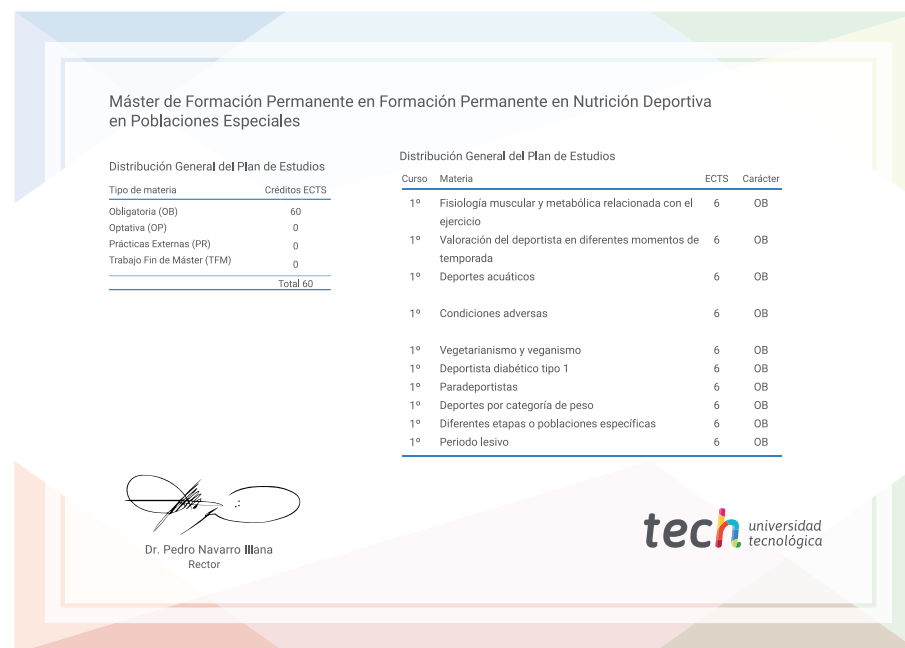 Máster de Formación Permanente en Formación Permanente en Nutrición Deportiva
en Poblaciones Especiales
Distribución General del Plan de Estudios
Tipo de materia Créditos ECTS
Obligatoria (OB) 60
Optativa (OP) 0
Prácticas Externas (PR) 0
Trabajo Fin de Máster (TFM) 0
Total 60
Distribución General del Plan de Estudios
Curso Materia ECTS Carácter
1º Fisiología muscular y metabólica relacionada con el 6 OB
ejercicio
1º Valoración del deportista en diferentes momentos de 6 OB
temporada
1º Deportes acuáticos 6 OB
1º Condiciones adversas 6 OB
1º Vegetarianismo y veganismo 6 OB
1º Deportista diabético tipo 1 6 OB
1º Paradeportistas 6 OB
1º Deportes por categoría de peso 6 OB
1º Diferentes etapas o poblaciones específicas 6 OB
1º Periodo lesivo 6 OB
Dr. Pedro Navarro Illana
Rector
tech universidad
tecnológica